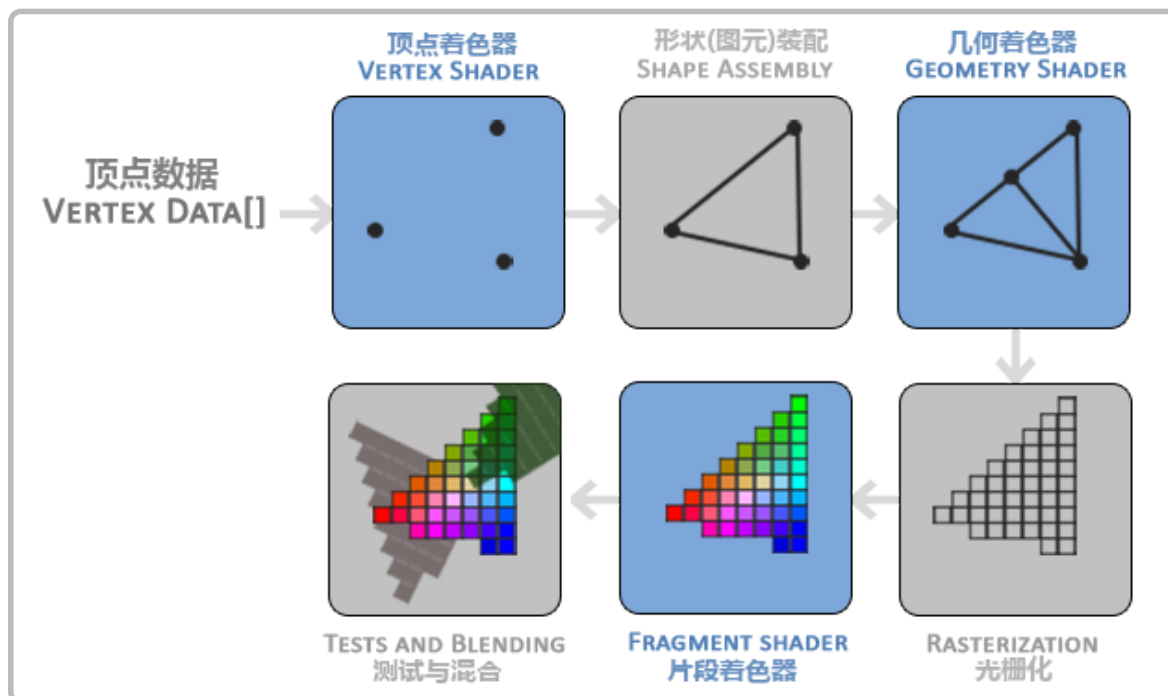 顶点着色器
VERTEX SHADER
形状(图元)装配
SHAPE ASSEMBLY
几何着色器
GEOMETRY SHADER
顶点数据
VERTEX DATA[]
TESTS AND BLENDING
测试与混合
FRAGMENT SHADER
片段着色器
RASTERIZATION
光栅化